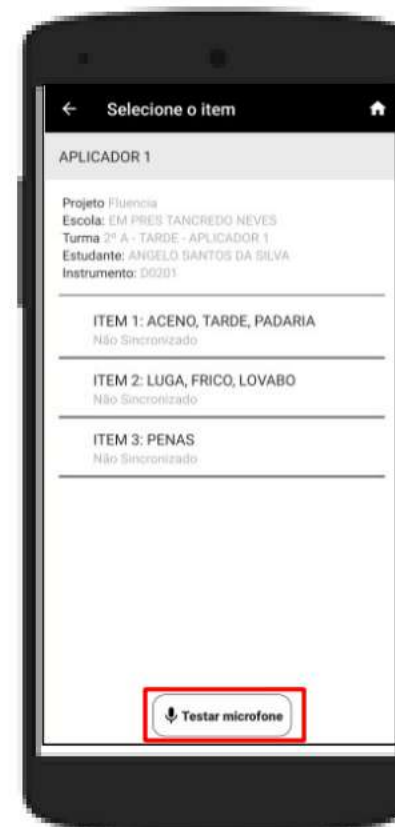 Selecione o item
APLICADOR 1
Projeto Fluencia
Escola: EM PRES TANCREDO NEVES
Turma 2º A - TARDE - APLICADOR 1
Estudante: ANGELO SANTOS DA SILVA
Instrumento: D0201
ITEM 1: ACENO, TARDE, PADARIA
Não Sincronizado
ITEM 2: LUGA, FRICO, LOVABO
Não Sincronizado
ITEM 3: PENAS
Não Sincronizado
Testar microfone